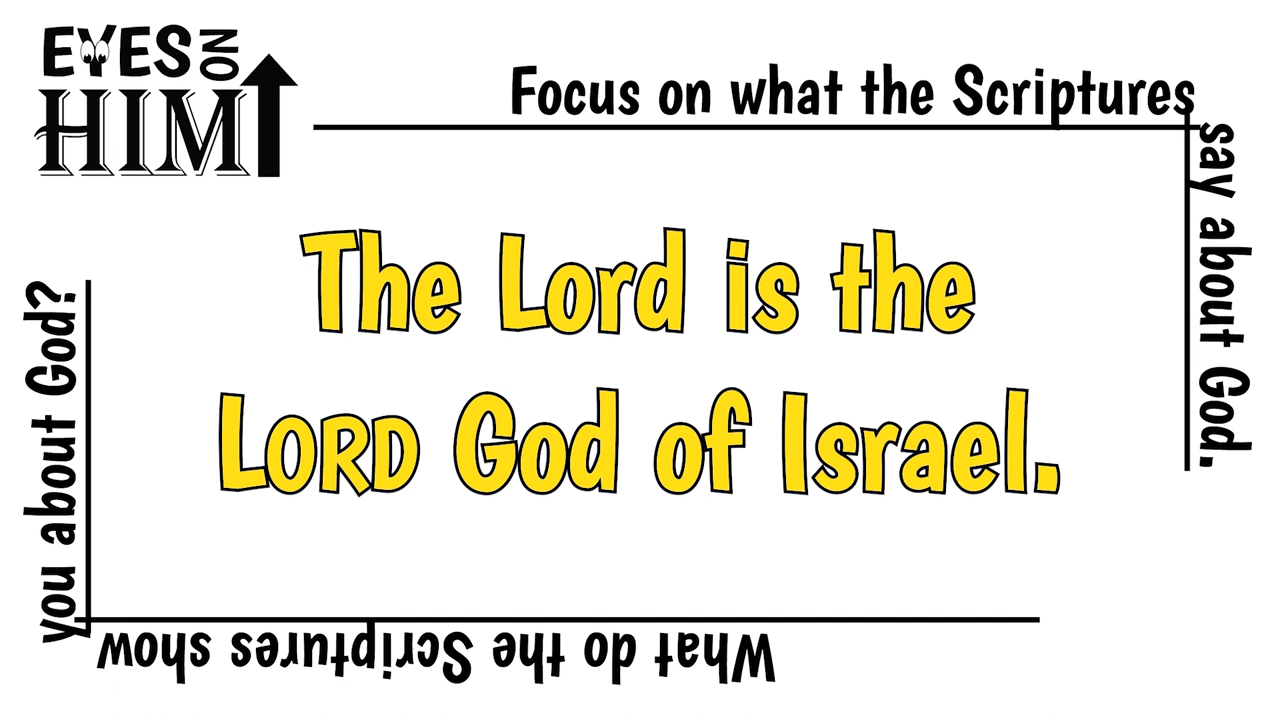 EYES ON
HIM
Focus on what the Scriptures
say about God.
The Lord is the
LORD God of Israel.
What do the Scriptures show
you about God?